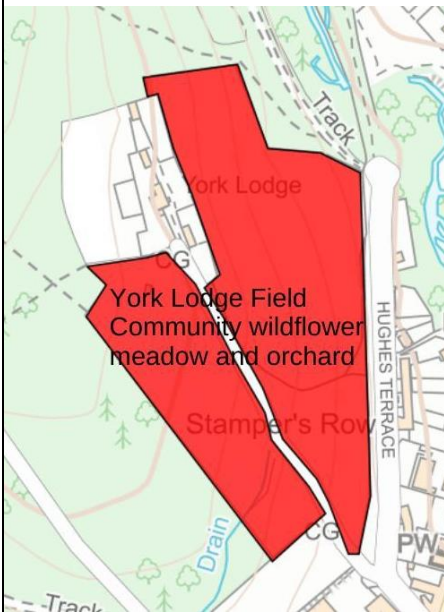 Track
York Lodge
CG
York Lodge Field
Community wildflower
meadow and orchard
HUGHES TERRACE
Stamper's Row
CG
PW
Drain
Track